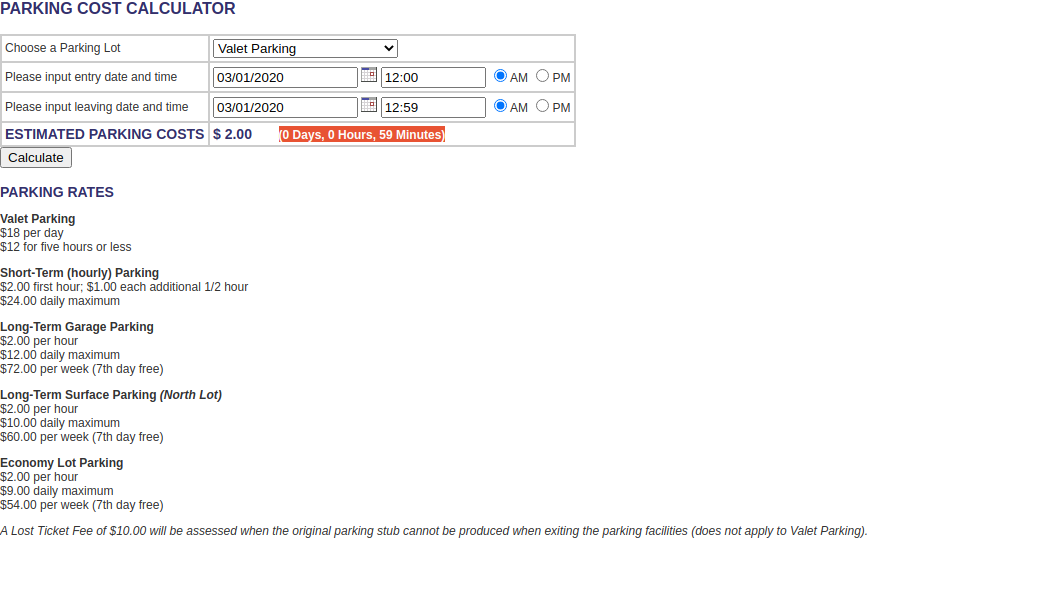 PARKING COST CALCULATOR
Choose a Parking Lot Valet Parking
Please input entry date and time 03/01/2020 12:00 AM PM
Please input leaving date and time 03/01/2020 12:59 AM PM
ESTIMATED PARKING COSTS $ 2.00 (0 Days, 0 Hours, 59 Minutes)
Calculate
PARKING RATES
Valet Parking
$18 per day
$12 for five hours or less
Short-Term (hourly) Parking
$2.00 first hour; $1.00 each additional 1/2 hour
$24.00 daily maximum
Long-Term Garage Parking
$2.00 per hour
$12.00 daily maximum
$72.00 per week (7th day free)
Long-Term Surface Parking (North Lot)
$2.00 per hour
$10.00 daily maximum
$60.00 per week (7th day free)
Economy Lot Parking
$2.00 per hour
$9.00 daily maximum
$54.00 per week (7th day free)
A Lost Ticket Fee of $10.00 will be assessed when the original parking stub cannot be produced when exiting the parking facilities (does not apply to Valet Parking).